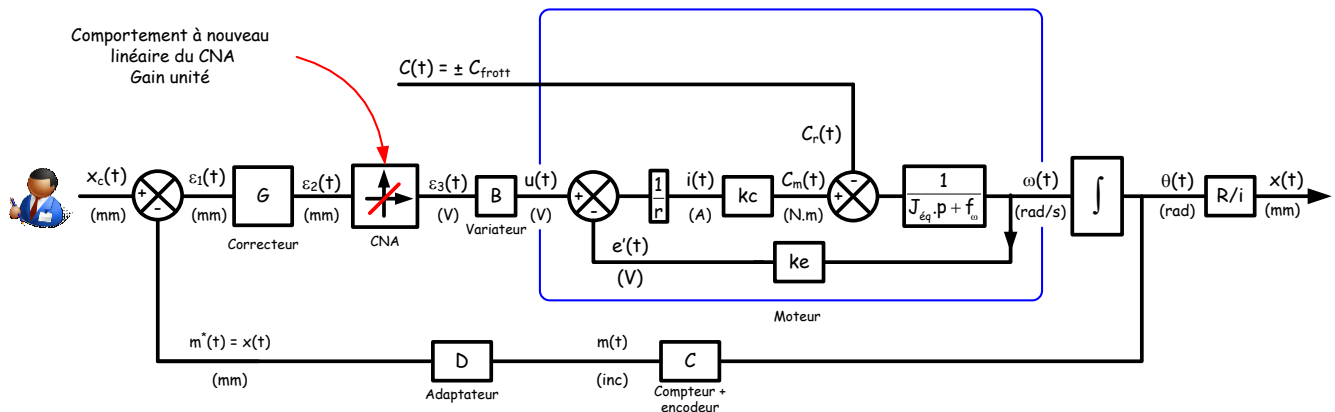 Comportement à nouveau
linéaire du CNA
Gain unité
C(t) = ± Cfrott
Cr(t)
xc(t)
(mm)
+
-
ε1(t)
(mm)
G
Correcteur
ε2(t)
(mm)
CNA
ε3(t)
(V)
B
Variateur
u(t)
(V)
+
-
1
r
i(t)
(A)
kc
Cm(t)
(N.m)
+
-
1
Jéq.p + fω
ω(t)
(rad/s)
∫
θ(t)
(rad)
R/i
x(t)
(mm)
e'(t)
(V)
ke
Moteur
m*(t) = x(t)
(mm)
D
Adaptateur
m(t)
(inc)
C
Compteur +
encodeur